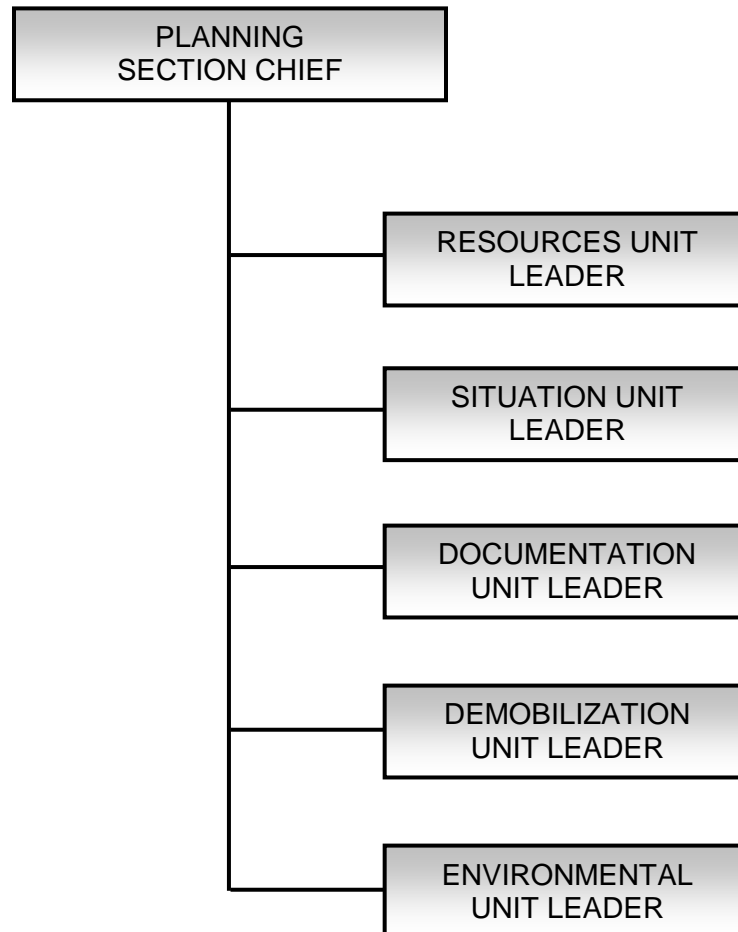 PLANNING
SECTION CHIEF
RESOURCES UNIT
LEADER
SITUATION UNIT
LEADER
DOCUMENTATION
UNIT LEADER
DEMOBILIZATION
UNIT LEADER
ENVIRONMENTAL
UNIT LEADER